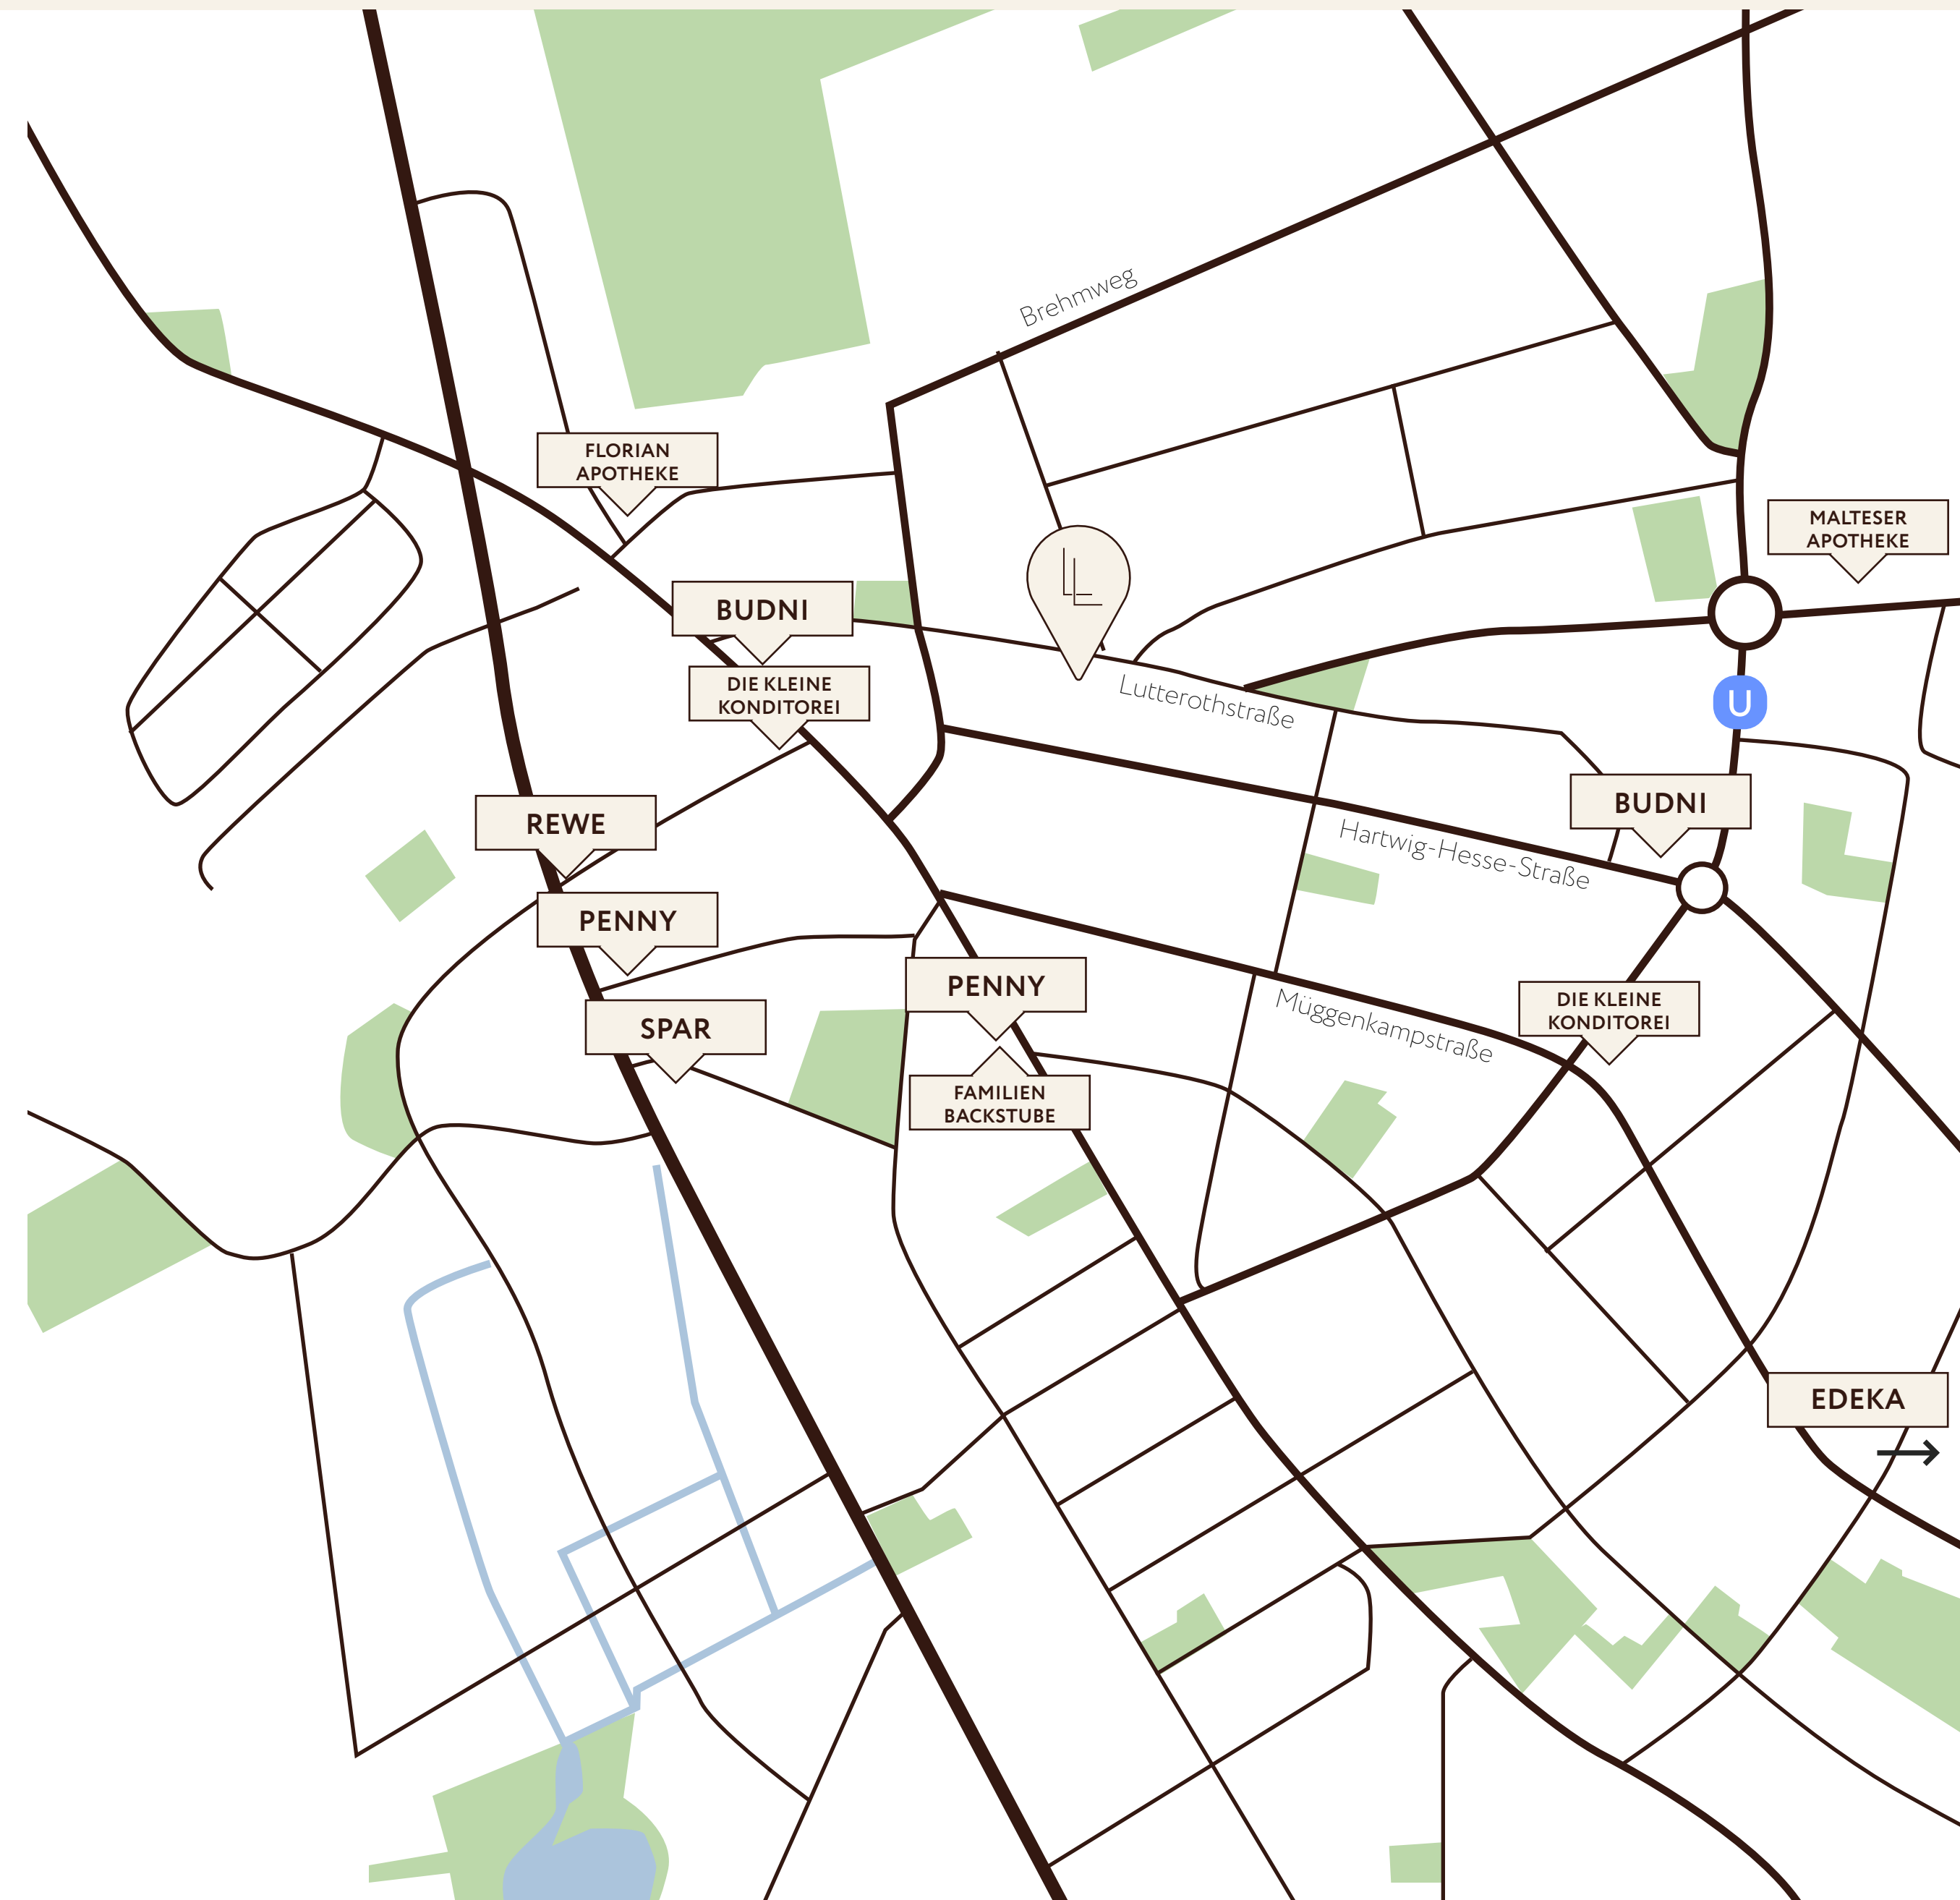 Brehmweg
FLORIAN
APOTHEKE
MALTESER
APOTHEKE
BUDNI
LL
DIE KLEINE
KONDITOREI
Lutterothstraße
U
REWE
BUDNI
Hartwig-Hesse-Straße
PENNY
PENNY
SPAR
Müggenkampstraße
DIE KLEINE
KONDITOREI
FAMILIEN
BACKSTUBE
EDEKA